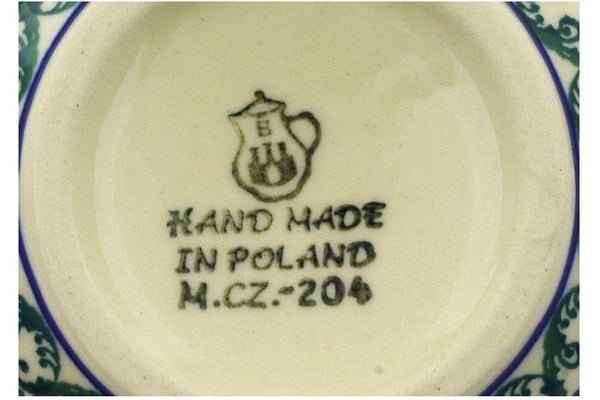 B
HAND MADE
IN POLAND
M.CZ.-204